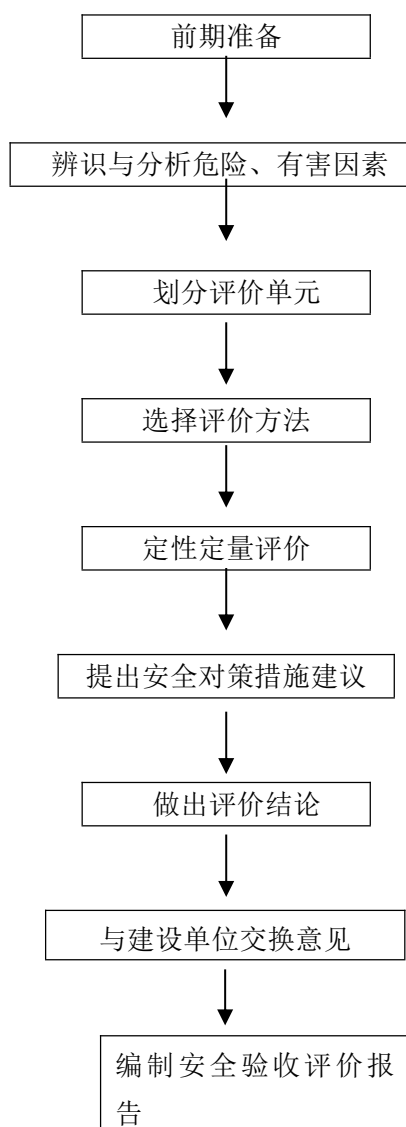 前期准备
辨识与分析危险、有害因素
划分评价单元
选择评价方法
定性定量评价
提出安全对策措施建议
做出评价结论
与建设单位交换意见
编制安全验收评价报
告